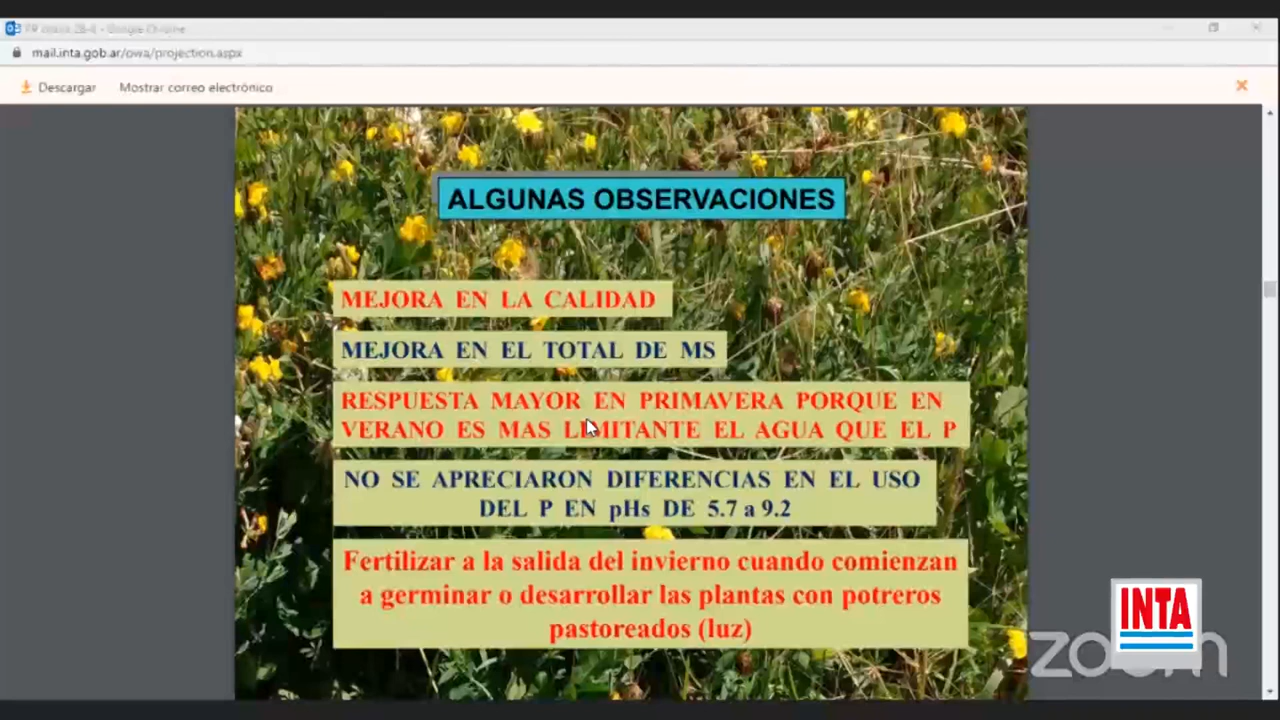 mail.inta.gob.ar/owa/projection.aspx
Descargar Mostrar correo electrónico
ALGUNAS OBSERVACIONES
MEJORA EN LA CALIDAD
MEJORA EN EL TOTAL DE MS
RESPUESTA MAYOR EN PRIMAVERA PORQUE EN
VERANO ES MAS LIMITANTE EL AGUA QUE EL P
NO SE APRECIARON DIFERENCIAS EN EL USO
DEL P EN pHs DE 5.7 a 9.2
Fertilizar a la salida del invierno cuando comienzan
a germinar o desarrollar las plantas con potreros
pastoreados (luz)
INTA
zoom